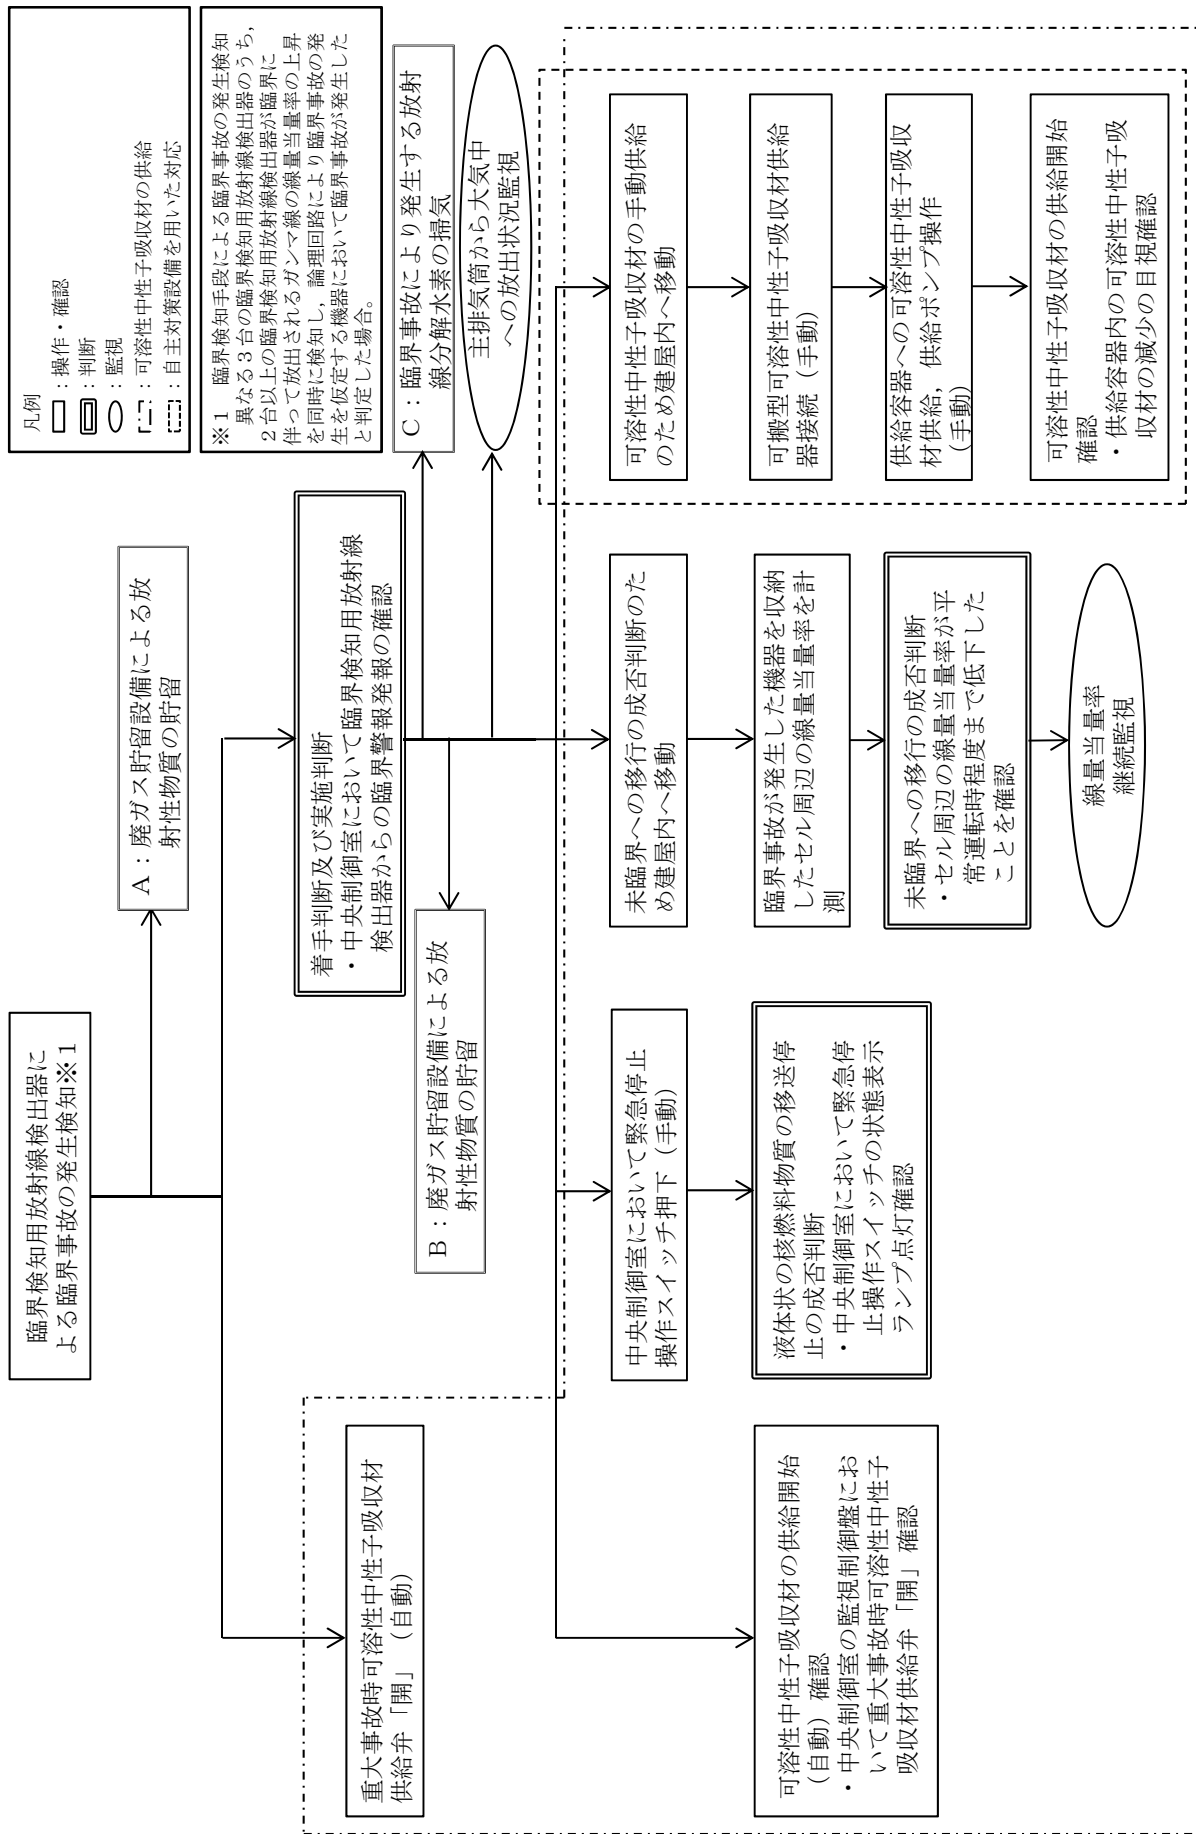 臨界検知用放射線検出器に
よる臨界事故の発生検知※1
A：廃ガス貯留設備による放
射性物質の貯留
凡例
：操作・確認
：判断
：監視
：可溶性中性子吸収材の供給
：自主対策設備を用いた対応
※1　臨界検知手段による臨界事故の発生検知
異なる3台の臨界検知用放射線検出器のうち，
2台以上の臨界検知用放射線検出器が臨界に
伴って放出されるガンマ線の線量当量率の上昇
を同時に検知し，論理回路により臨界事故の発
生を仮定する機器において臨界事故が発生した
と判定した場合。
着手判断及び実施判断
・中央制御室において臨界検知用放射線
検出器からの臨界警報発報の確認
C：臨界事故により発生する放射
線分解水素の掃気
主排気筒から大気中
への放出状況監視
B：廃ガス貯留設備による放
射性物質の貯留
重大事故時可溶性中性子吸収材
供給弁「開」（自動）
可溶性中性子吸収材の供給開始
（自動）確認
・中央制御室の監視制御盤にお
いて重大事故時可溶性中性子
吸収材供給弁「開」確認
中央制御室において緊急停止
操作スイッチ押下（手動）
液体状の核燃料物質の移送停
止の成否判断
・中央制御室において緊急停
止操作スイッチの状態表示
ランプ点灯確認
未臨界への移行の成否判断のた
め建屋内へ移動
臨界事故が発生した機器を収納
したセル周辺の線量当量率を計
測
未臨界への移行の成否判断
・セル周辺の線量当量率が平
常運転時程度まで低下した
ことを確認
線量当量率
継続監視
可溶性中性子吸収材の手動供給
のため建屋内へ移動
可搬型可溶性中性子吸収材供給
器接続（手動）
供給容器への可溶性中性子吸収
材供給，供給ポンプ操作
（手動）
可溶性中性子吸収材の供給開始
確認
・供給容器内の可溶性中性子吸
収材の減少の目視確認